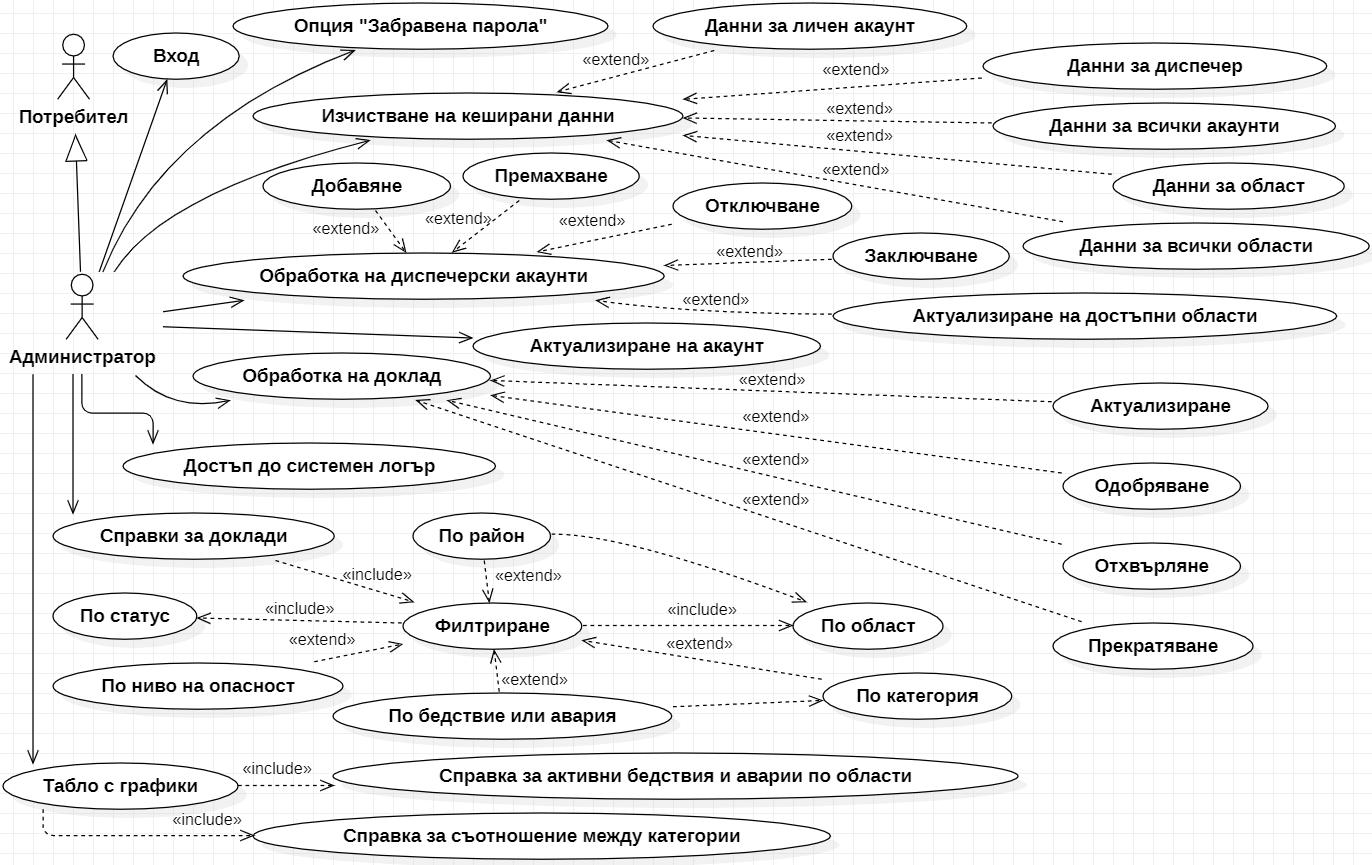 Опция "Забравена парола"
Данни за личен акаунт
Вход
«extend»
Данни за диспечер
«extend»
Потребител
Изчистване на кеширани данни
«extend»
Данни за всички акаунти
«extend»
«extend»
Добавяне
Премахване
Данни за област
Отключване
«extend»
«extend»
«extend»
Данни за всички области
«extend»
Заключване
Обработка на диспечерски акаунти
«extend»
Актуализиране на достъпни области
Актуализиране на акаунт
Администратор
Обработка на доклад
«extend»
Актуализиране
«extend»
«extend»
Достъп до системен логър
Одобряване
«extend»
Справки за доклади
По район
Отхвърляне
«include»
«extend»
По статус
«include»
«include»
Филтриране
По област
«extend»
«extend»
Прекратяване
По ниво на опасност
«extend»
По категория
По бедствие или авария
«include»
Справка за активни бедствия и аварии по области
Табло с графики
«include»
Справка за съотношение между категории